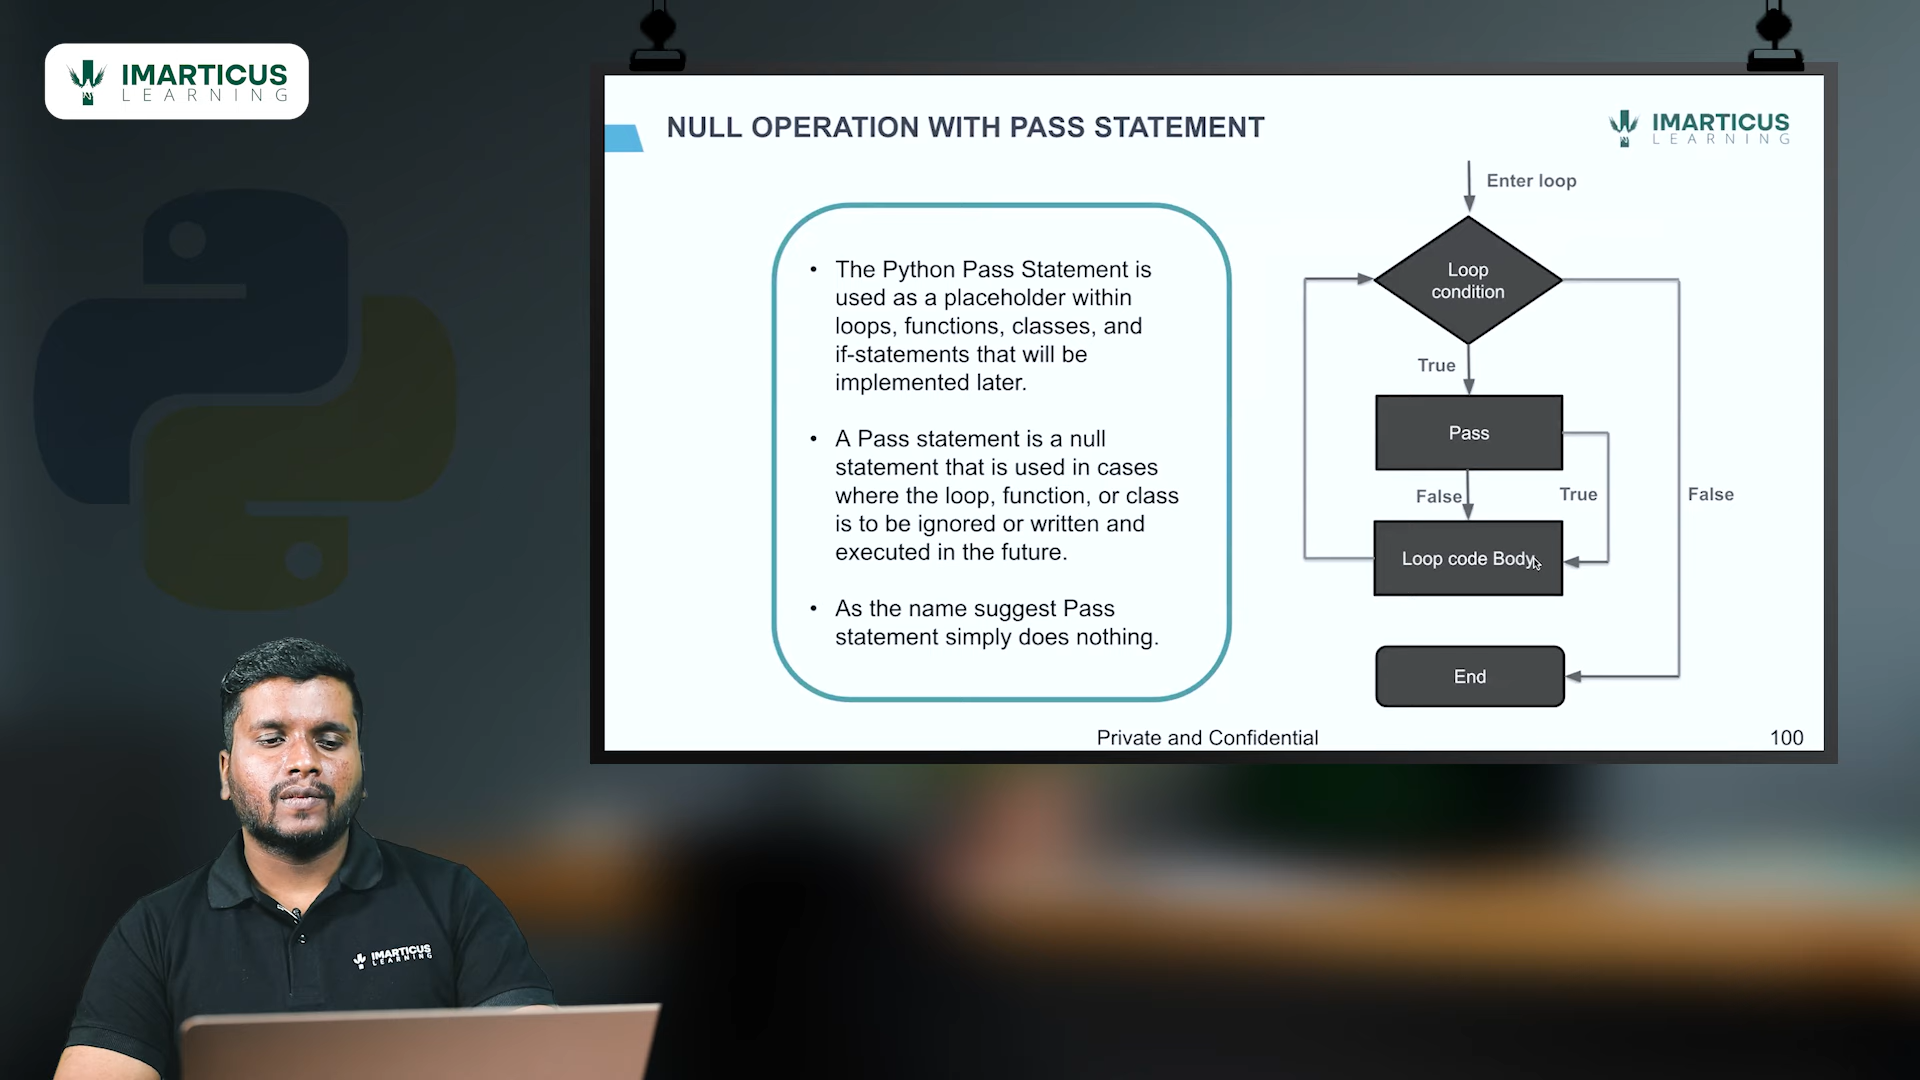 IMARTICUS
LEARNING
NULL OPERATION WITH PASS STATEMENT
IMARTICUS
LEARNING
• The Python Pass Statement is
used as a placeholder within
loops, functions, classes, and
if-statements that will be
implemented later.
• A Pass statement is a null
statement that is used in cases
where the loop, function, or class
is to be ignored or written and
executed in the future.
• As the name suggest Pass
statement simply does nothing.
Enter loop
Loop
condition
True
Pass
False
True
False
Loop code Body
End
Private and Confidential
100
IMARTICUS
LEARNING